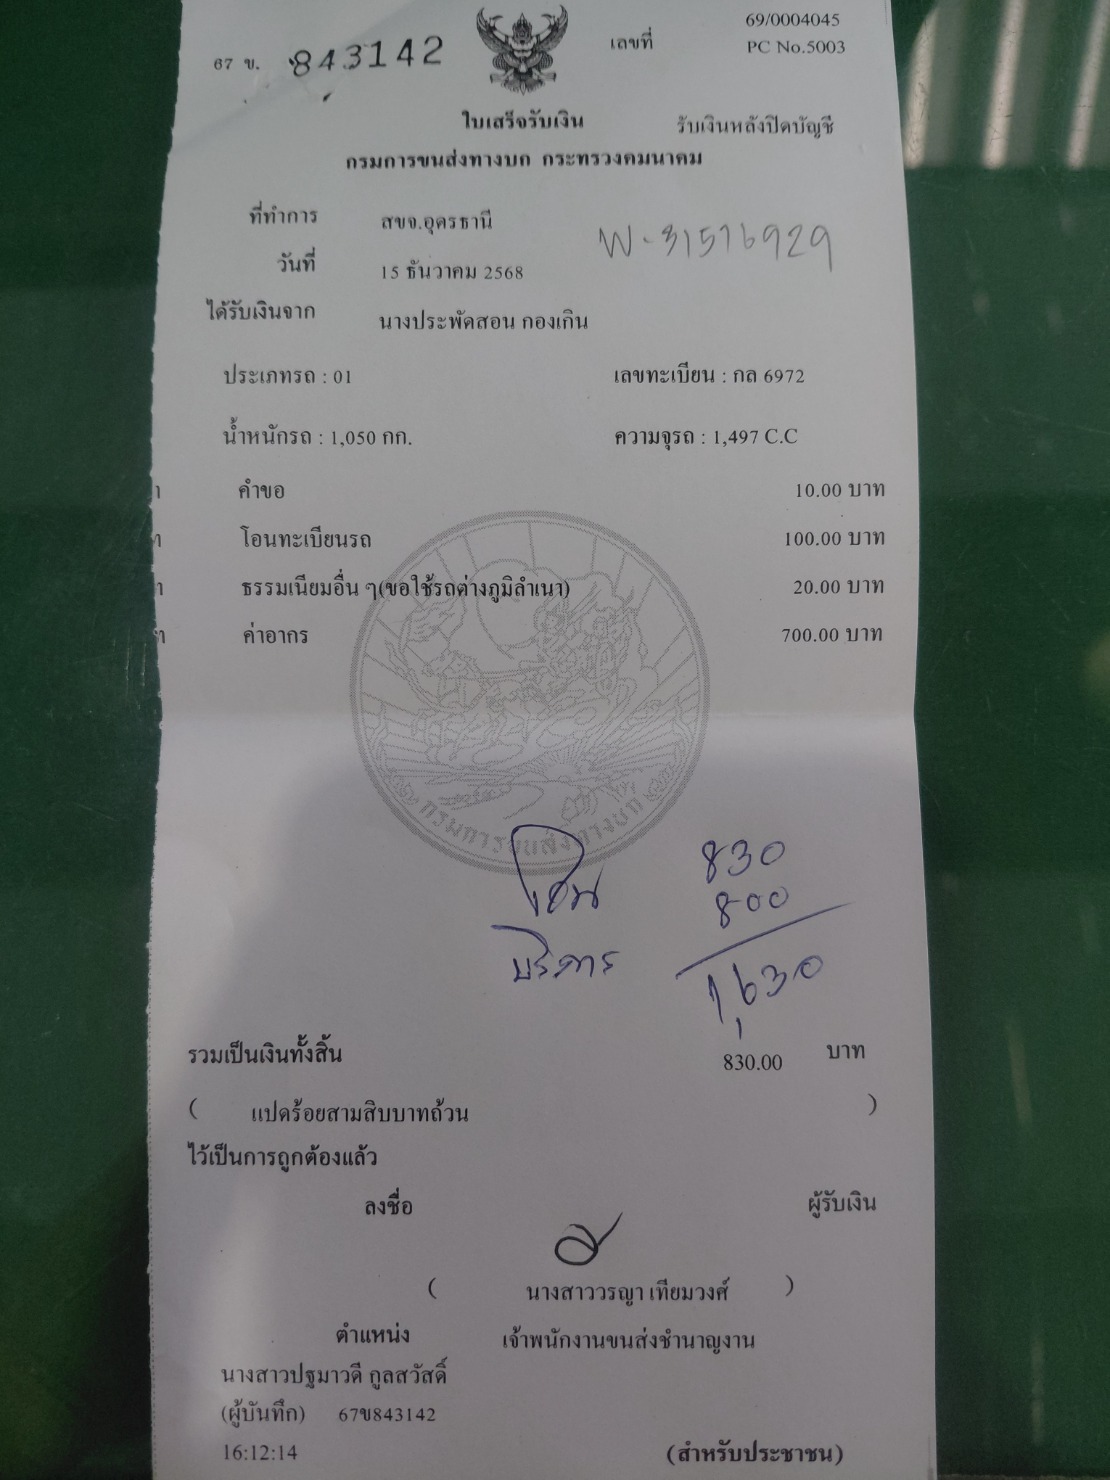 67 ข. 843142
เลขที่ 69/0004045
PC No.5003
ใบเสร็จรับเงิน รับเงินหลังปิดบัญชี
กรมการขนส่งทางบก กระทรวงคมนาคม
ที่ทำการ สขจ.อุดรธานี
W-31576929
วันที่ 15 ธันวาคม 2568
ได้รับเงินจาก นางประพัดสอน กองเกิน
ประเภทรถ : 01 เลขทะเบียน : กล 6972
น้ำหนักรถ : 1,050 กก. ความจุรถ : 1,497 C.C
คำขอ 10.00 บาท
โอนทะเบียนรถ 100.00 บาท
ธรรมเนียมอื่น ๆ(ขอใช้รถต่างภูมิลำเนา) 20.00 บาท
ค่าอากร 700.00 บาท
กรมการขนส่งทางบก
โอน 830
บริการ 800
1,630
รวมเป็นเงินทั้งสิ้น 830.00 บาท
( แปดร้อยสามสิบบาทถ้วน )
ไว้เป็นการถูกต้องแล้ว
ลงชื่อ ผู้รับเงิน
( นางสาววรญา เทียมวงศ์ )
ตำแหน่ง เจ้าพนักงานขนส่งชำนาญงาน
นางสาวปฐมาวดี กูลสวัสดิ์
(ผู้บันทึก) 67ข843142
16:12:14 (สำหรับประชาชน)